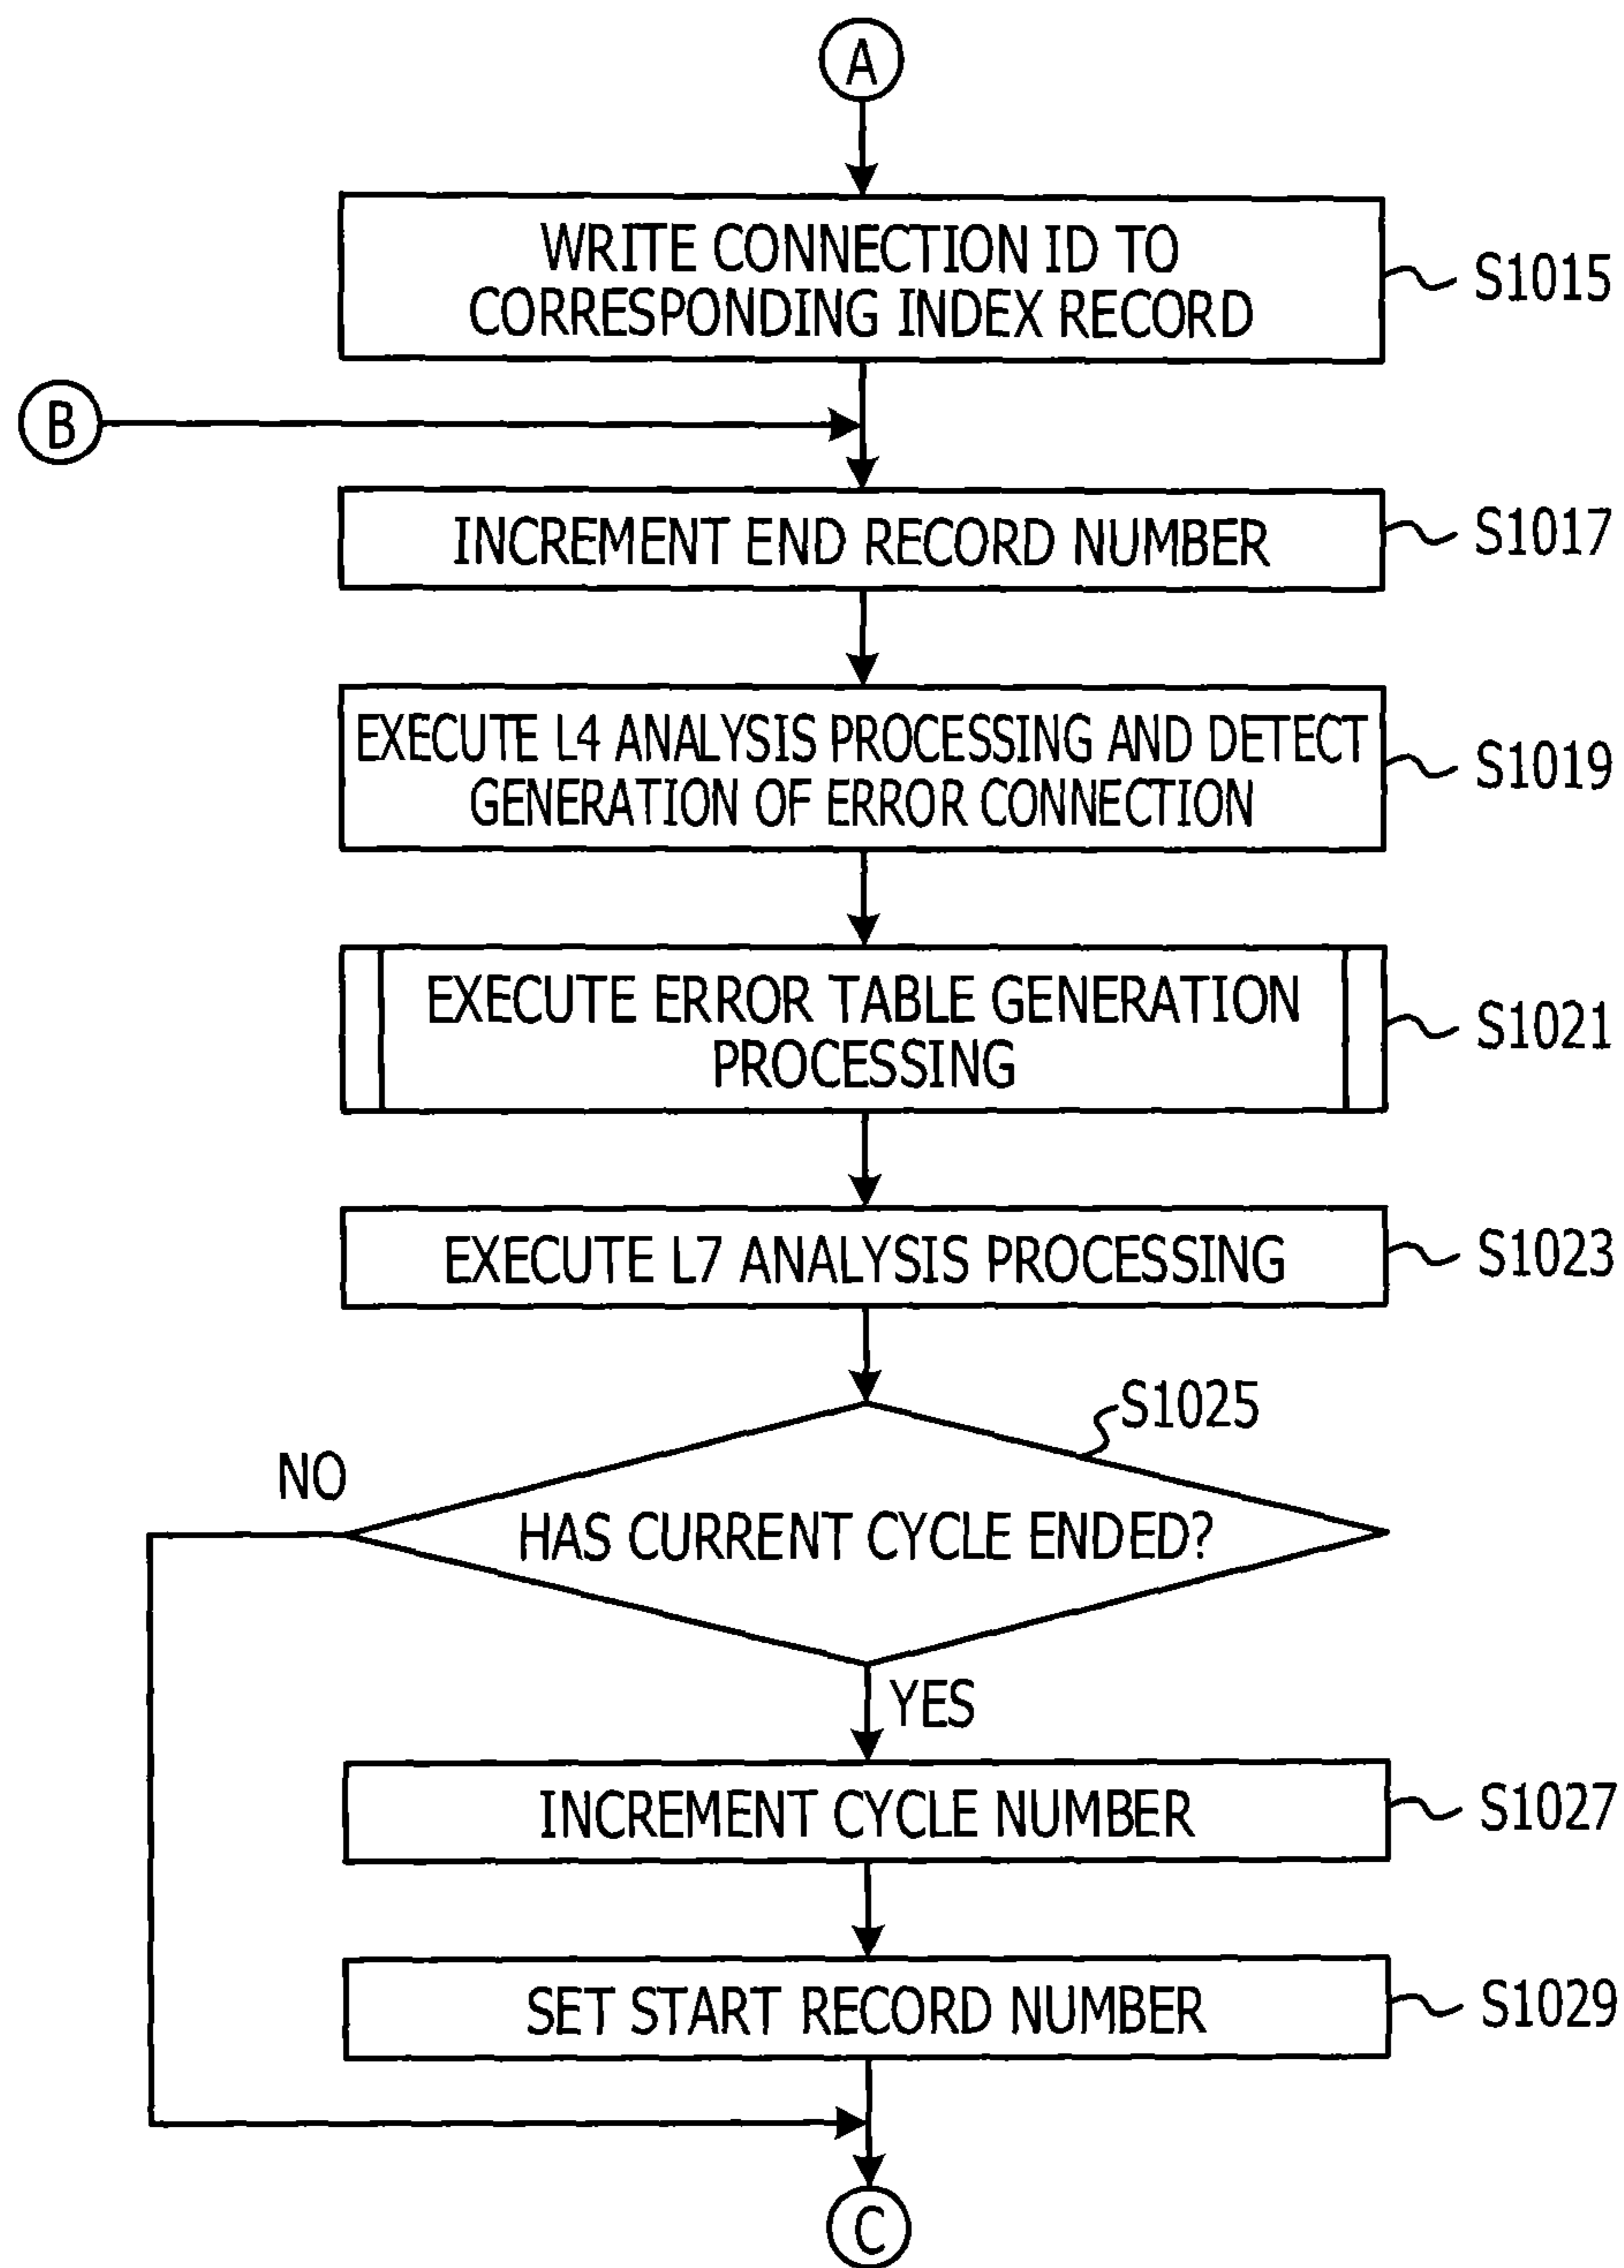 A
WRITE CONNECTION ID TO
CORRESPONDING INDEX RECORD
S1015
B
INCREMENT END RECORD NUMBER
S1017
EXECUTE L4 ANALYSIS PROCESSING AND DETECT
GENERATION OF ERROR CONNECTION
S1019
EXECUTE ERROR TABLE GENERATION
PROCESSING
S1021
EXECUTE L7 ANALYSIS PROCESSING
S1023
S1025
NO
HAS CURRENT CYCLE ENDED?
YES
INCREMENT CYCLE NUMBER
S1027
SET START RECORD NUMBER
S1029
C